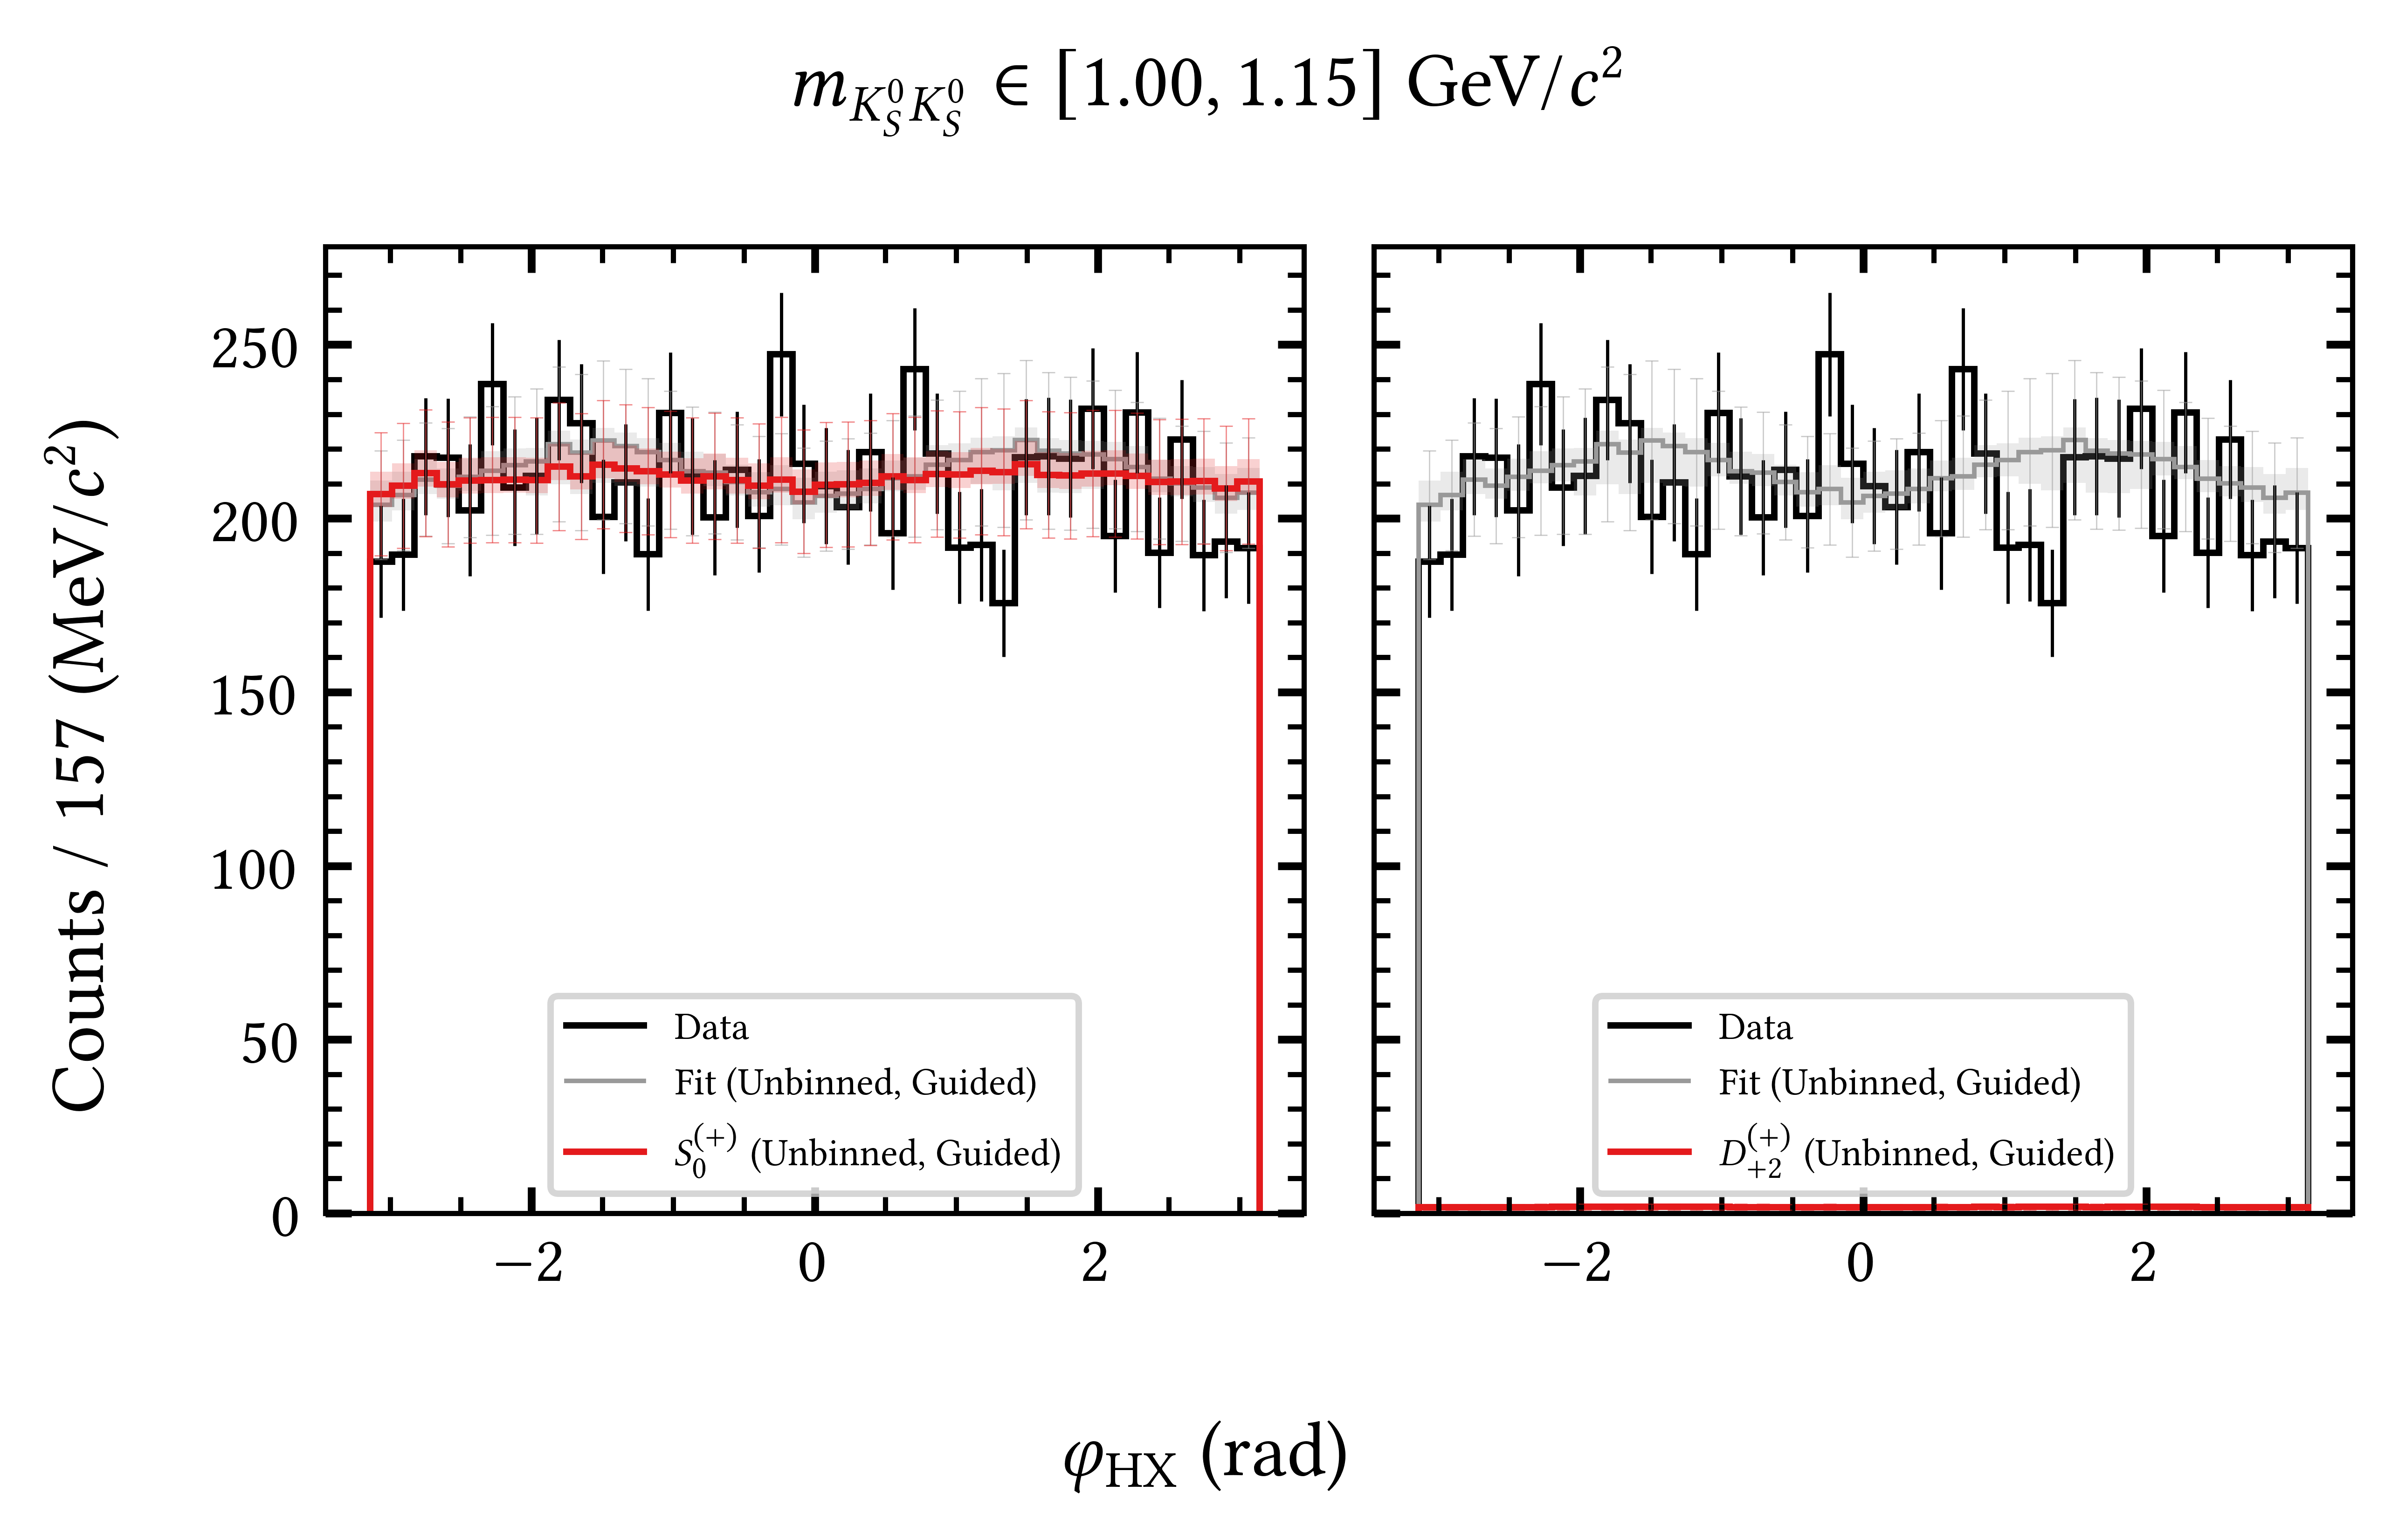 m_{K_S^0 K_S^0} ∈ [1.00, 1.15] GeV/c²
Counts / 157 (MeV/c²)
250
200
150
100
50
0
Data
Fit (Unbinned, Guided)
S_0^{(+)} (Unbinned, Guided)
Data
Fit (Unbinned, Guided)
D_{+2}^{(+)} (Unbinned, Guided)
−2 0 2
−2 0 2
φ_{HX} (rad)